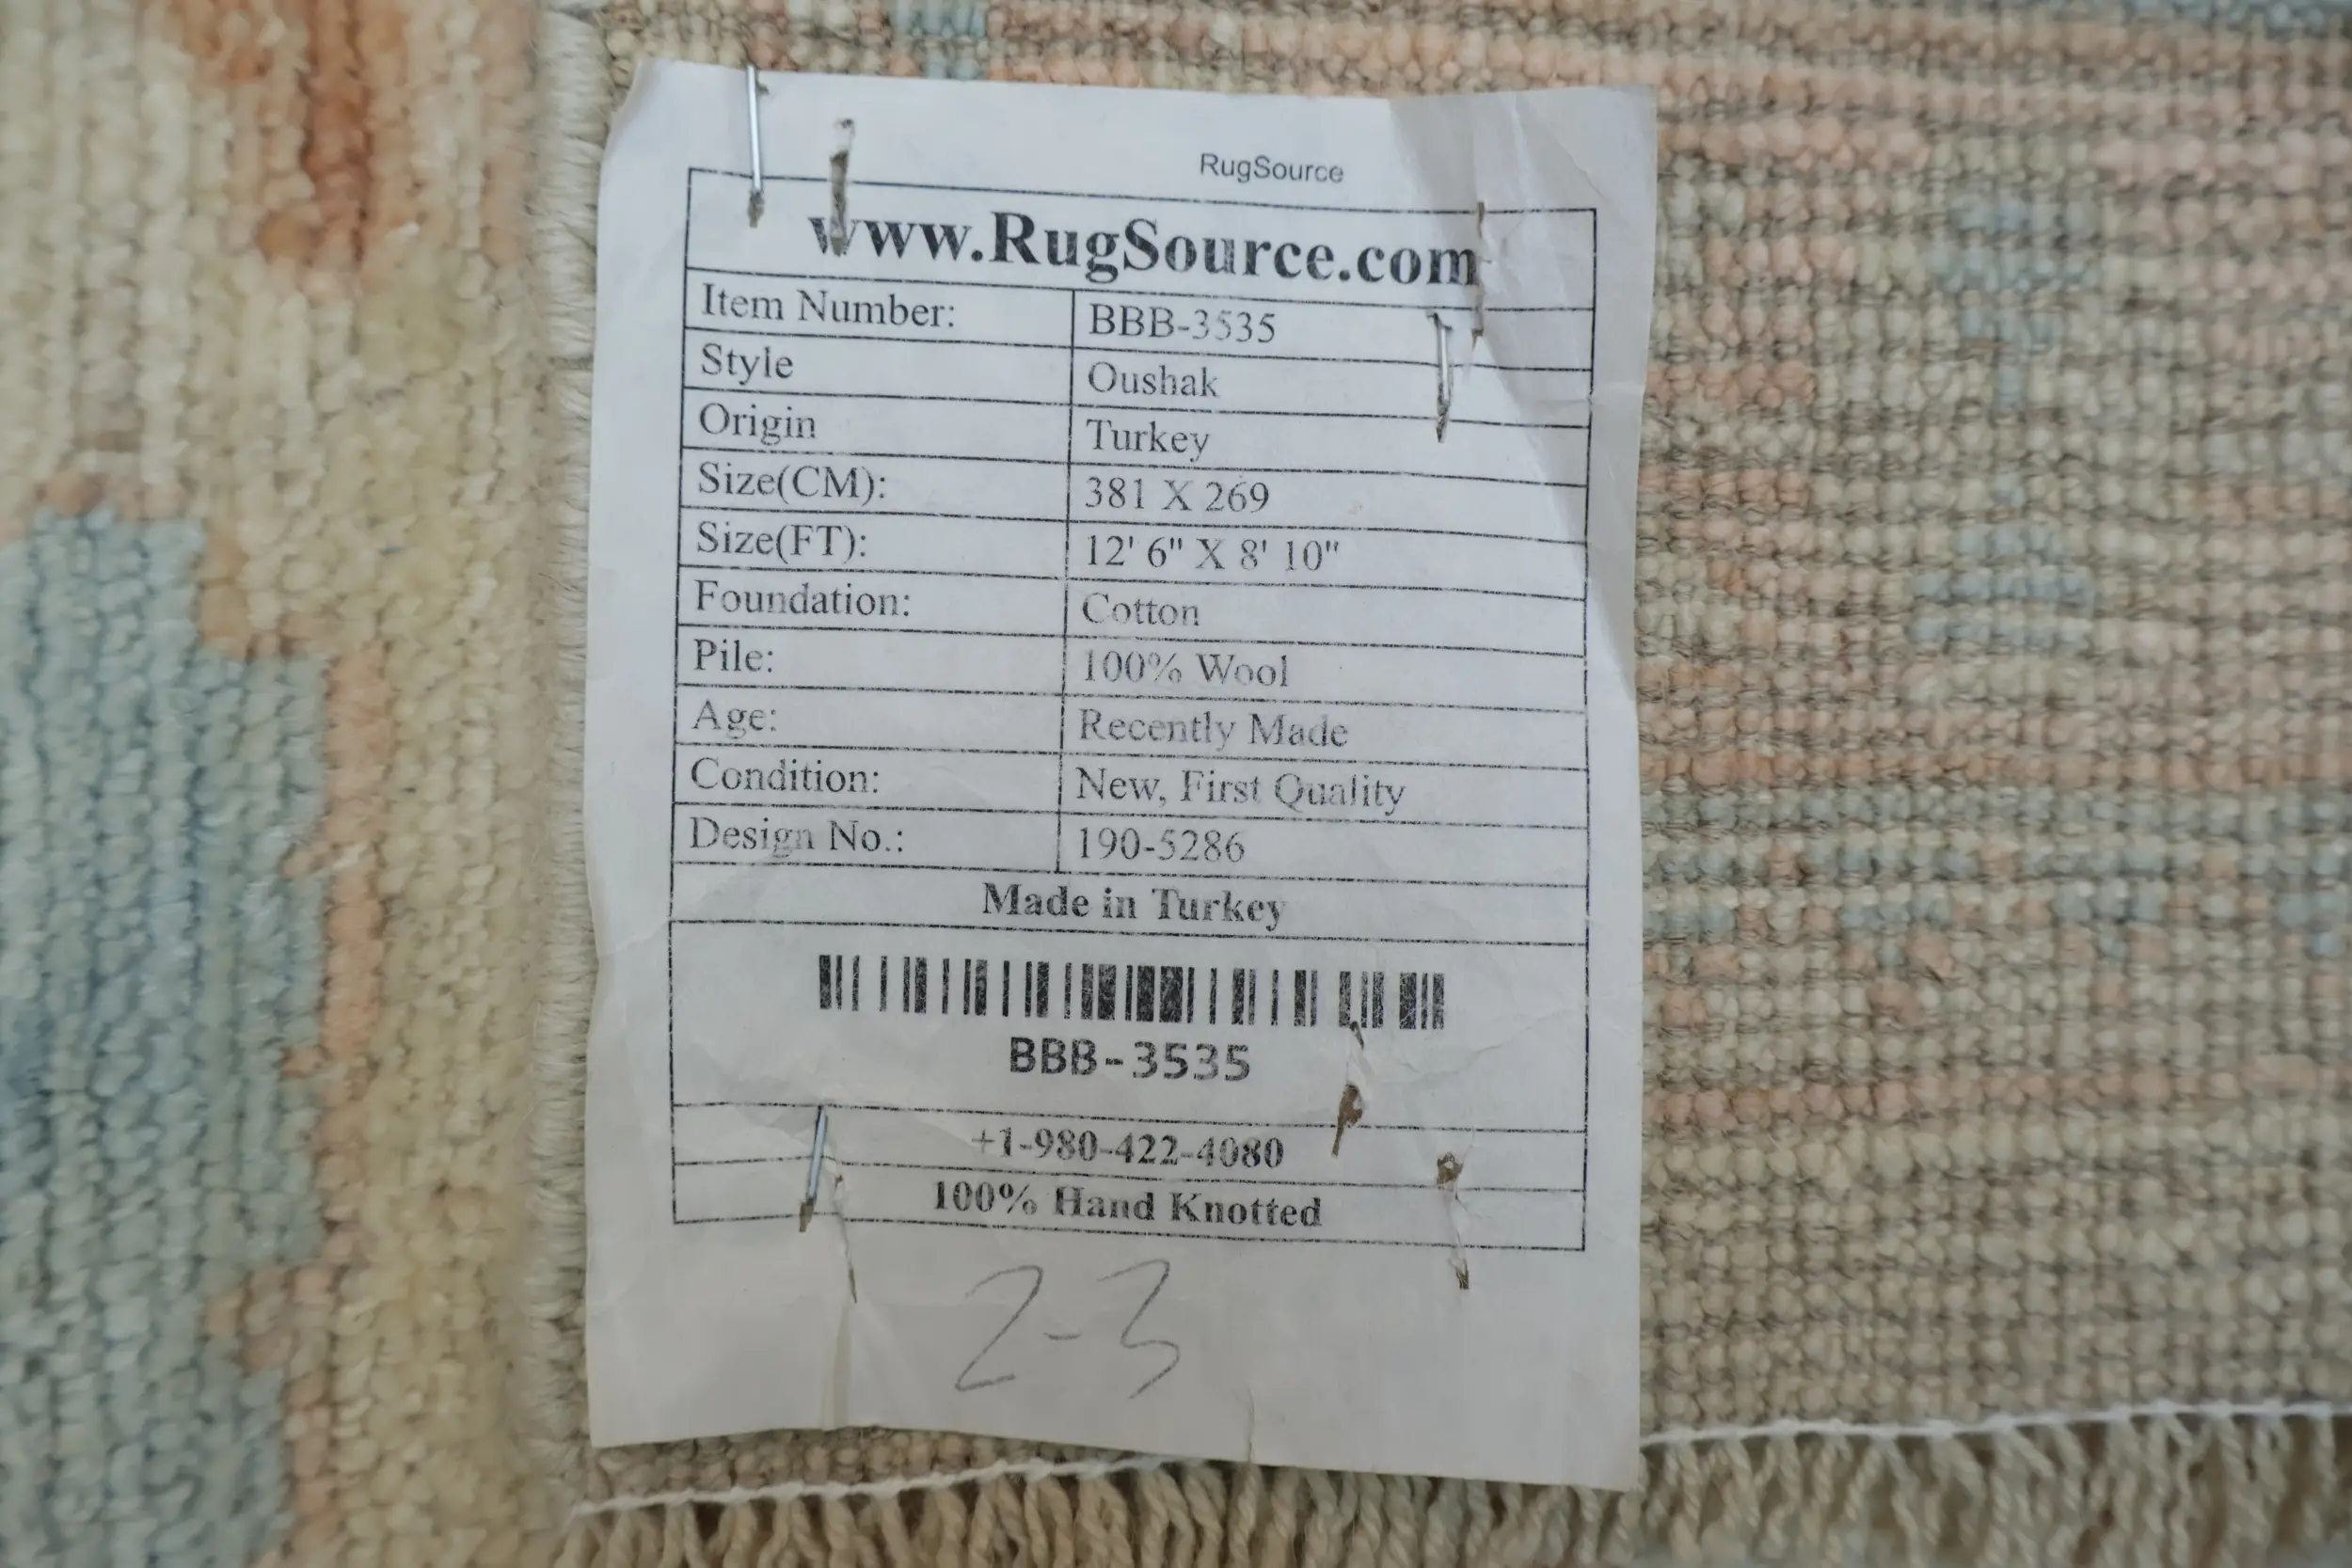 RugSource
www.RugSource.com
Item Number: BBB-3535
Style Oushak
Origin Turkey
Size(CM): 381 X 269
Size(FT): 12' 6" X 8' 10"
Foundation: Cotton
Pile: 100% Wool
Age: Recently Made
Condition: New, First Quality
Design No.: 190-5286
Made in Turkey
BBB-3535
+1-980-422-4080
100% Hand Knotted
2-3